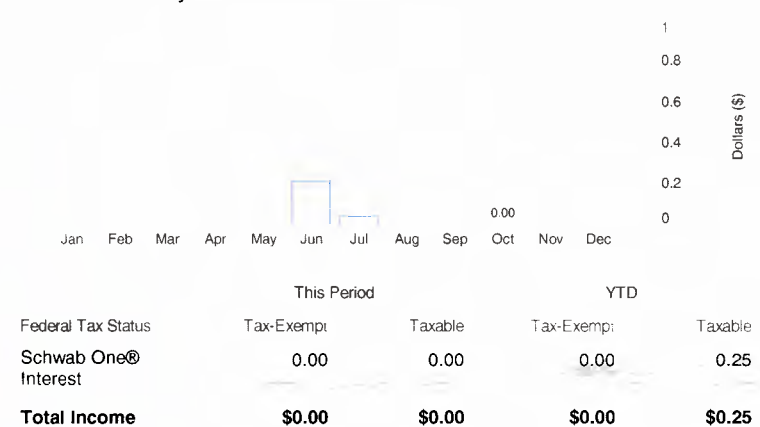 1
0.8
0.6
0.4
0.2
0
Dollars ($)
0.00
Jan Feb Mar Apr May Jun Jul Aug Sep Oct Nov Dec
This Period YTD
Federal Tax Status Tax-Exempt Taxable Tax-Exempt Taxable
Schwab One® 0.00 0.00 0.00 0.25
Interest
Total Income $0.00 $0.00 $0.00 $0.25